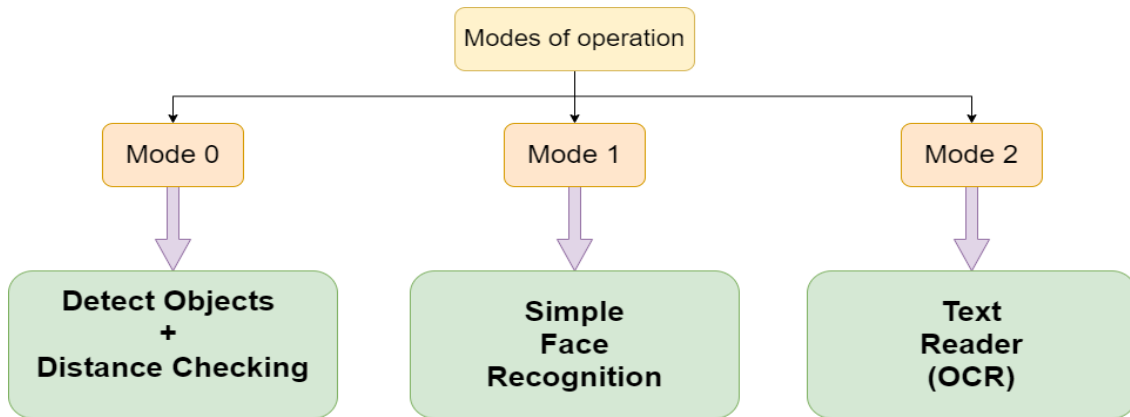 Modes of operation
Mode 0
Mode 1
Mode 2
Detect Objects
+
Distance Checking
Simple
Face
Recognition
Text
Reader
(OCR)